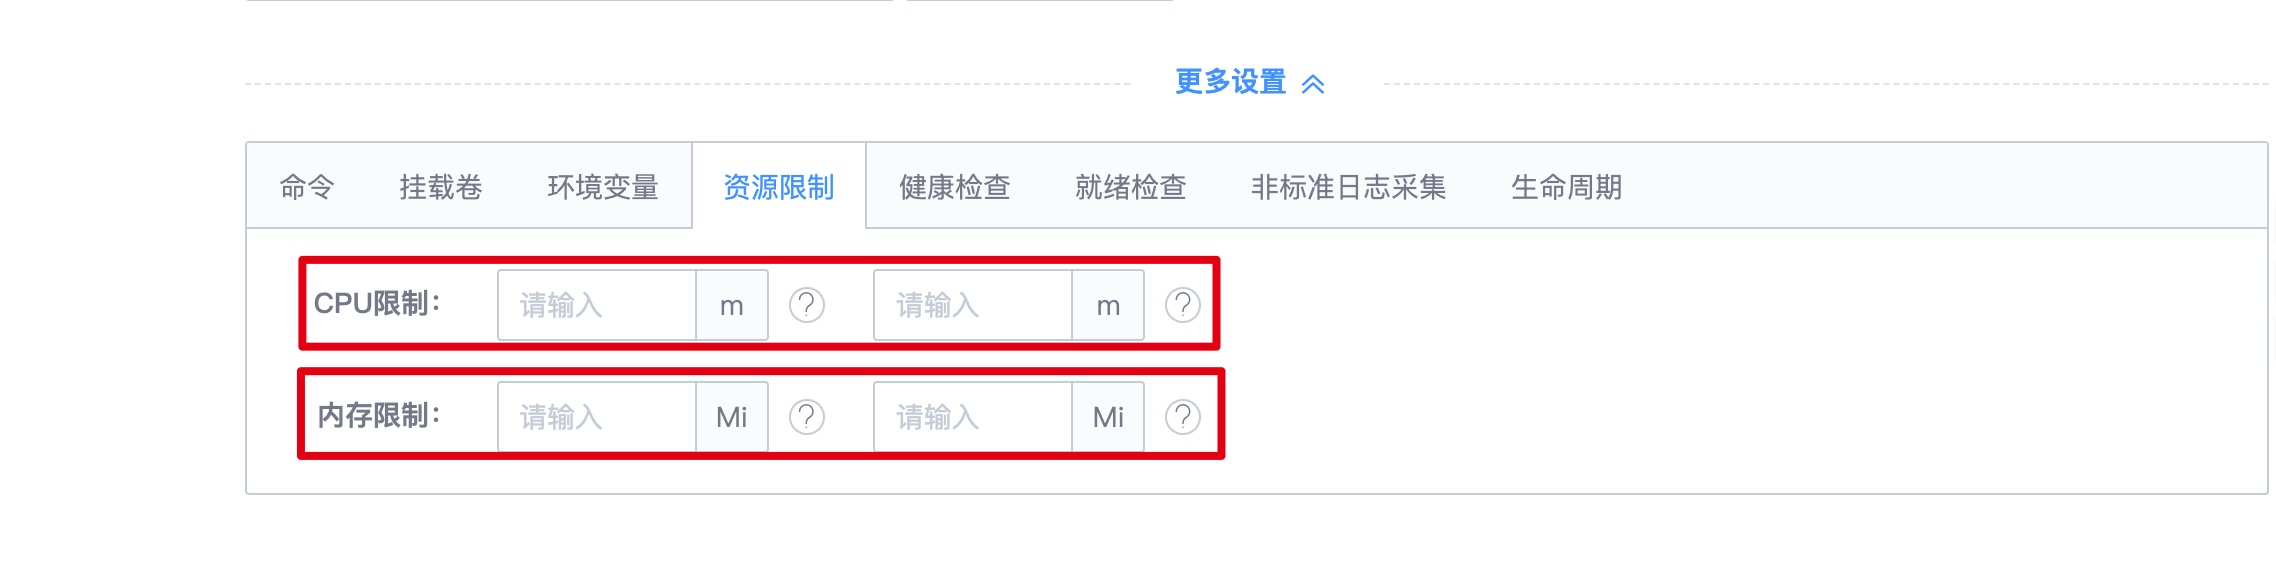 更多设置
命令 挂载卷 环境变量 资源限制 健康检查 就绪检查 非标准日志采集 生命周期
CPU限制： 请输入 m ? 请输入 m ?
内存限制： 请输入 Mi ? 请输入 Mi ?